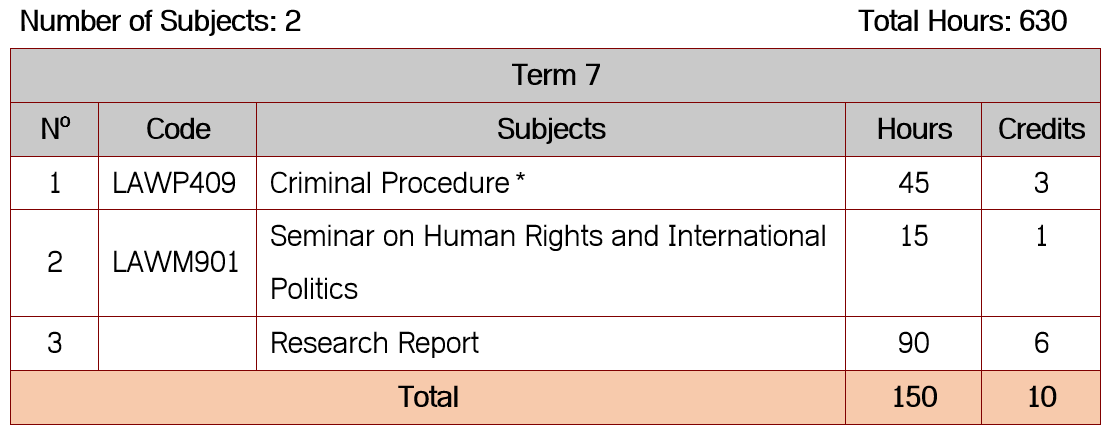 Number of Subjects: 2 Total Hours: 630
Term 7
Nº Code Subjects Hours Credits
1 LAWP409 Criminal Procedure * 45 3
2 LAWM901 Seminar on Human Rights and International 15 1
Politics
3 Research Report 90 6
Total 150 10